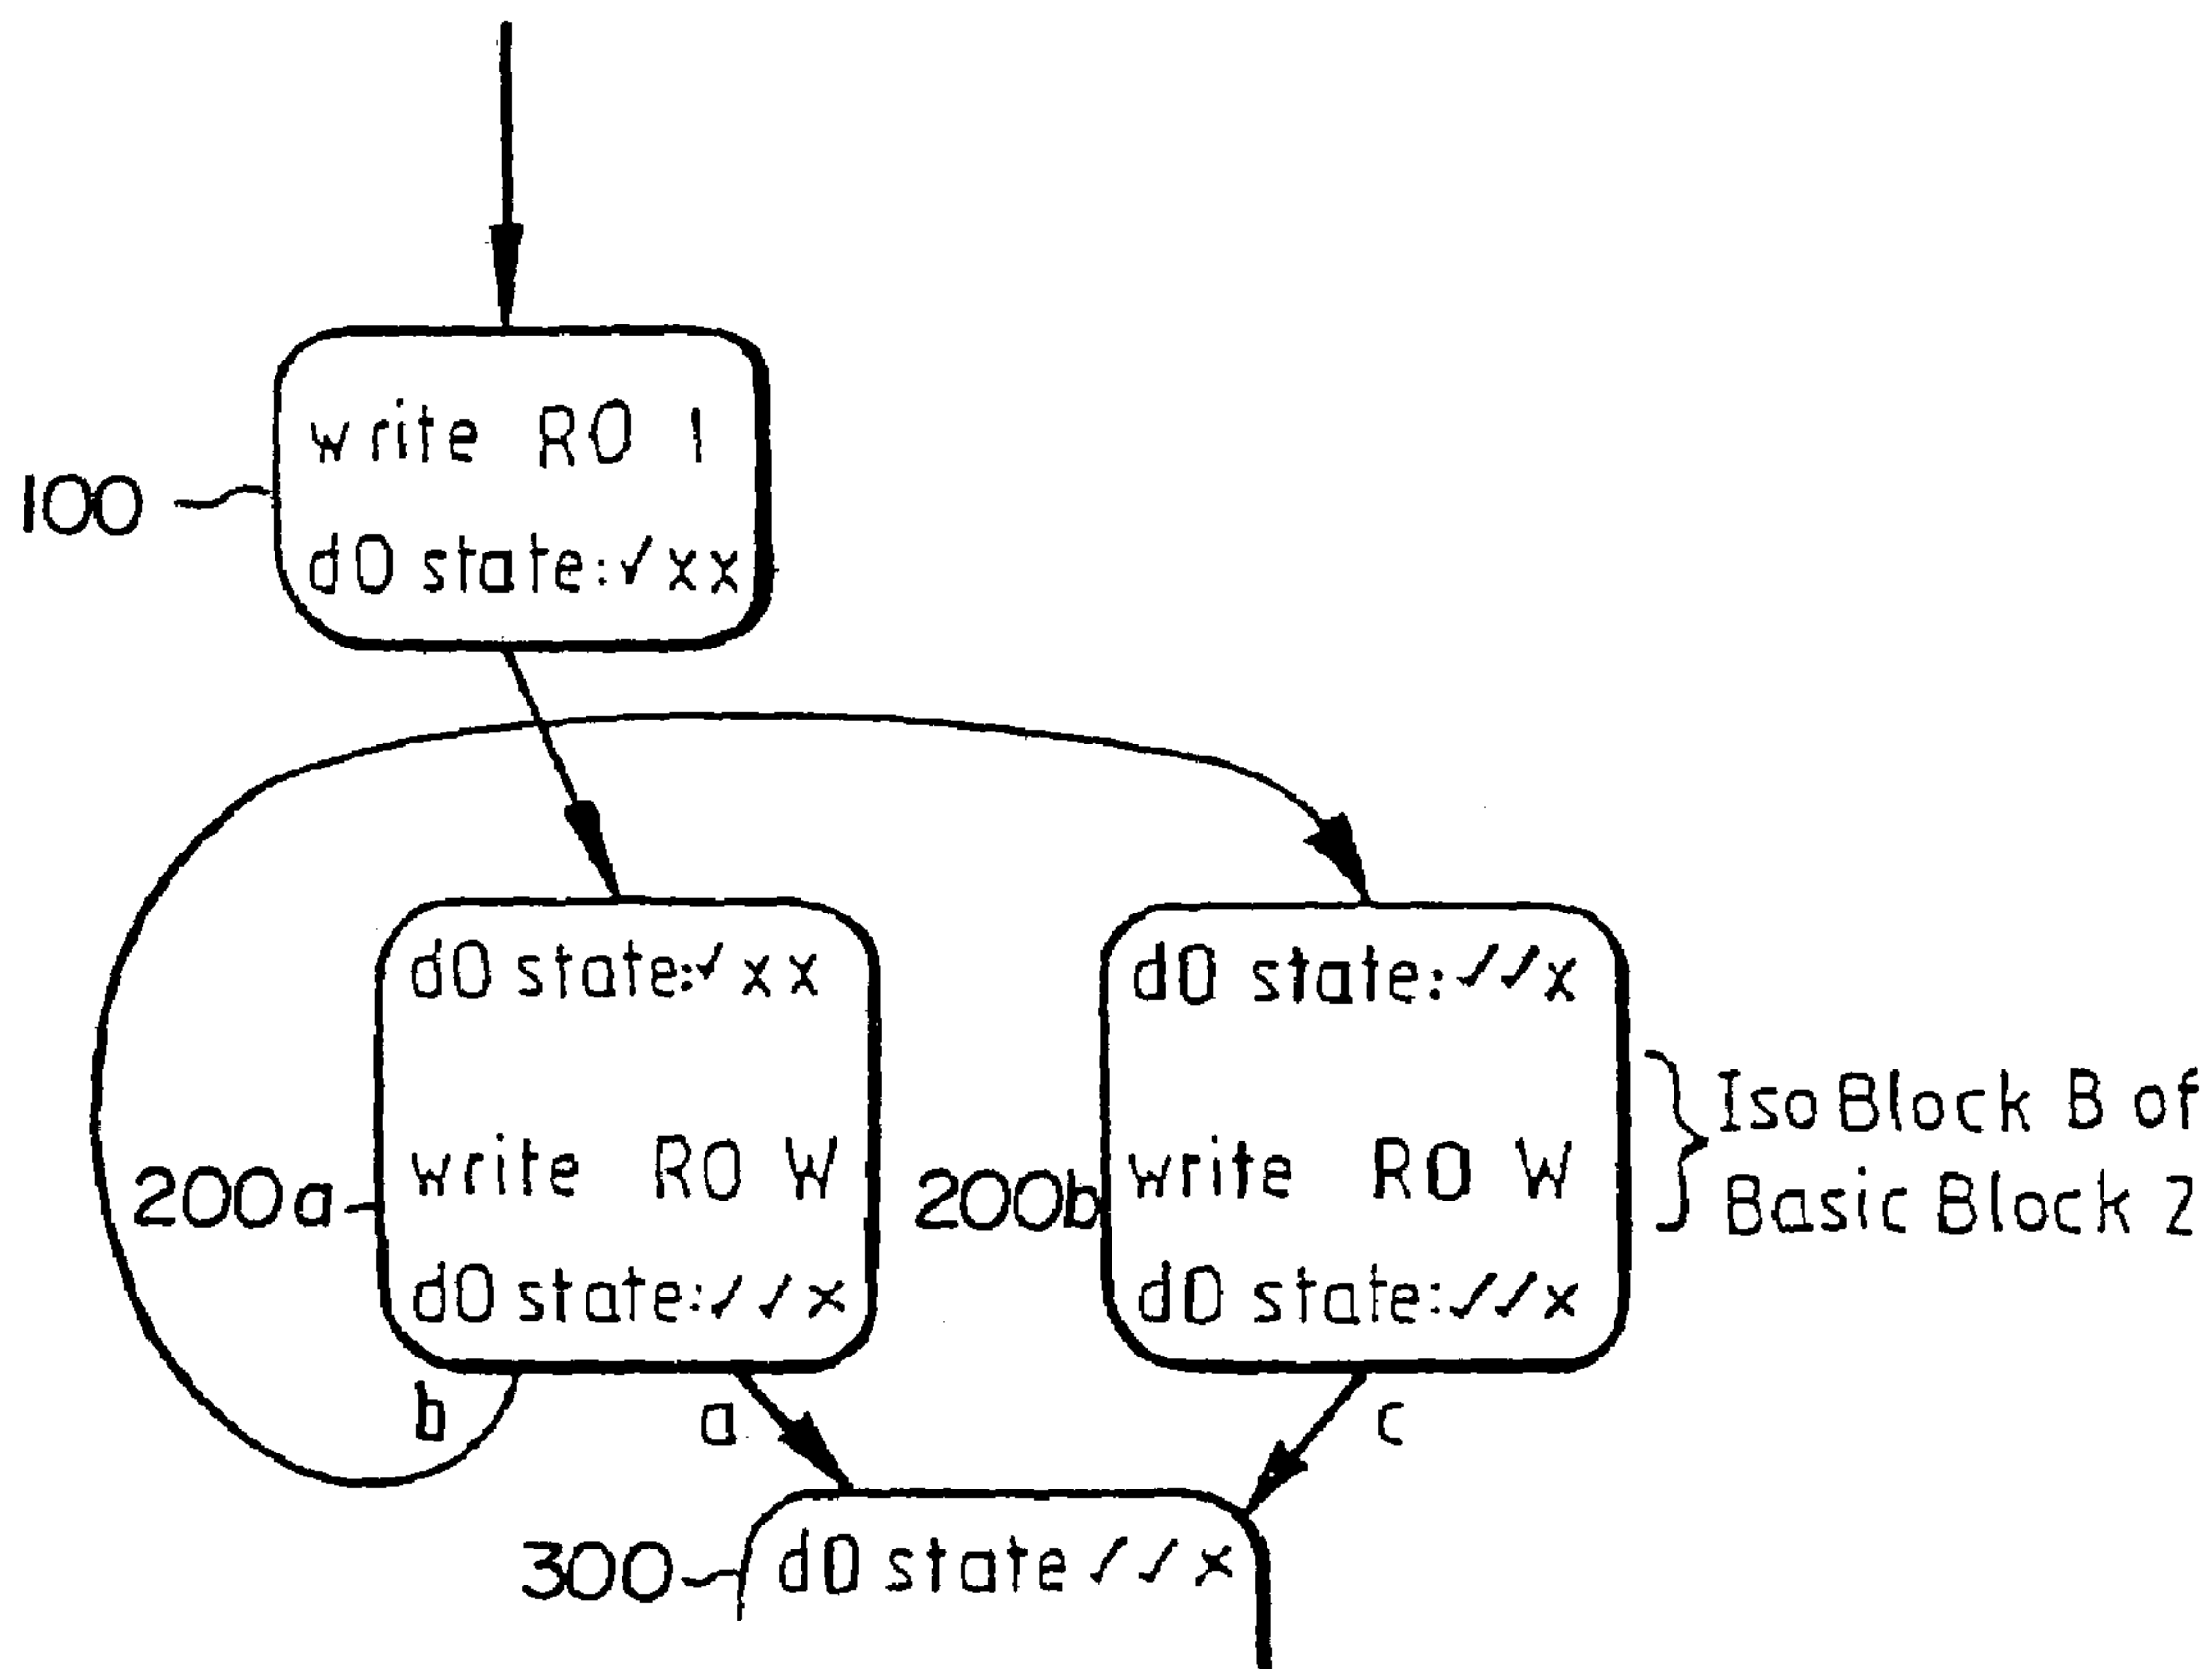 write R0 1
100
d0 state:✓xx
d0 state:✓xx
write R0 W
200a
d0 state:✓✓x
d0 state:✓✓x
write R0 W
200b
d0 state:✓✓x
Iso Block B of
Basic Block 2
b
a
c
300
d0 state ✓✓x